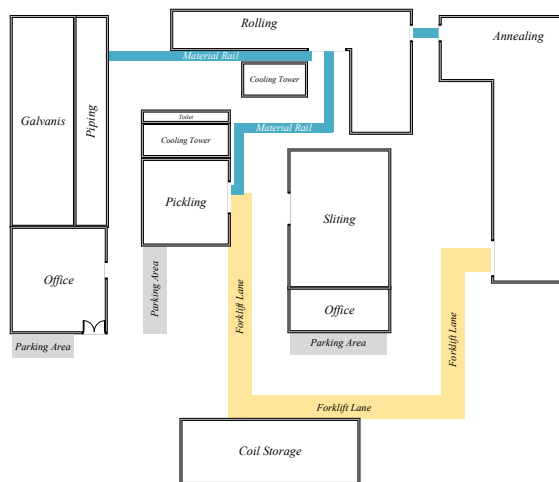 Rolling
Annealing
Material Rail
Cooling Tower
Galvanis
Piping
Toilet
Cooling Tower
Material Rail
Pickling
Sliting
Office
Parking Area
Forklift Lane
Office
Forklift Lane
Parking Area
Parking Area
Forklift Lane
Coil Storage